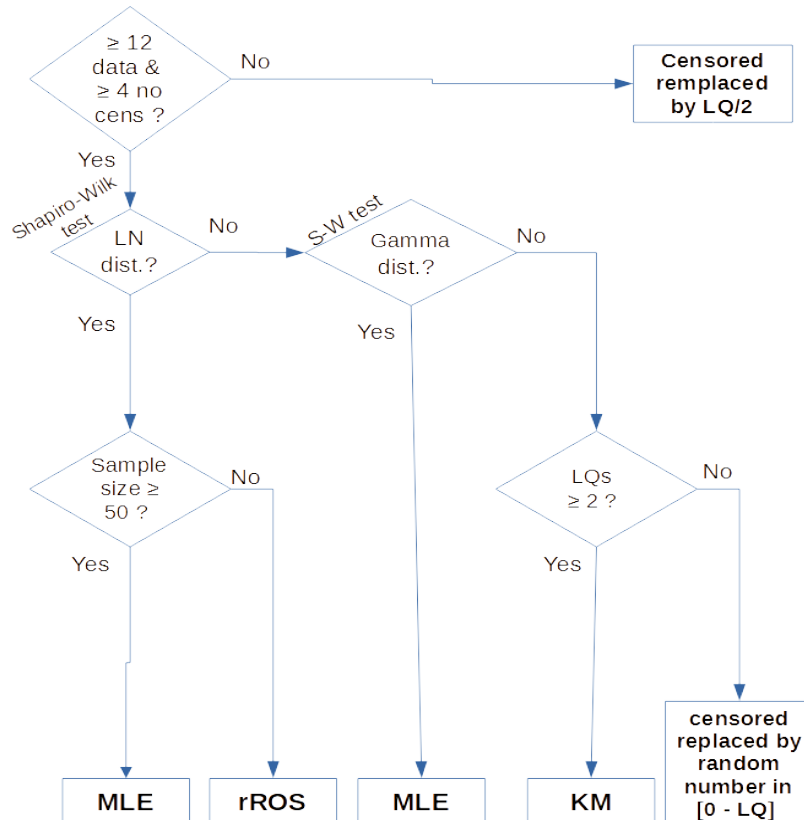 ≥ 12
data &
≥ 4 no
cens ?
No
Censored
remplaced
by LQ/2
Yes
Shapiro-Wilk
test
LN
dist.?
No
S-W test
Gamma
dist.?
No
Yes
Yes
Sample
size ≥
50 ?
No
LQs
≥ 2 ?
No
Yes
Yes
censored
replaced by
random
number in
[0 - LQ]
MLE
rROS
MLE
KM